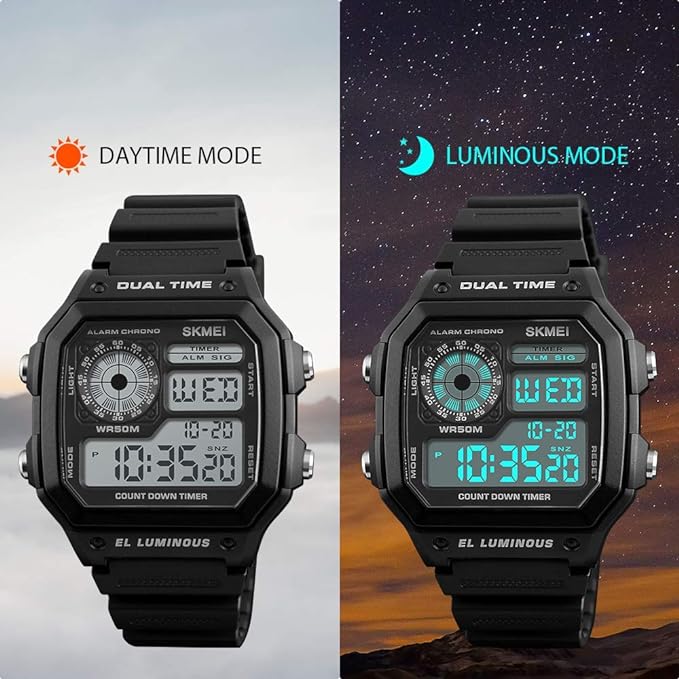 DAYTIME MODE
DUAL TIME
ALARM CHRONO SKMEI
60
TIMER
ALM SIG
WED
LIGHT
START
WR50M
10-20
P 10:35 20
SNZ
MODE
RESET
COUNT DOWN TIMER
EL LUMINOUS
LUMINOUS MODE
DUAL TIME
ALARM CHRONO SKMEI
60
TIMER
ALM SIG
WED
LIGHT
START
WR50M
10-20
P 10:35 20
SNZ
MODE
RESET
COUNT DOWN TIMER
EL LUMINOUS